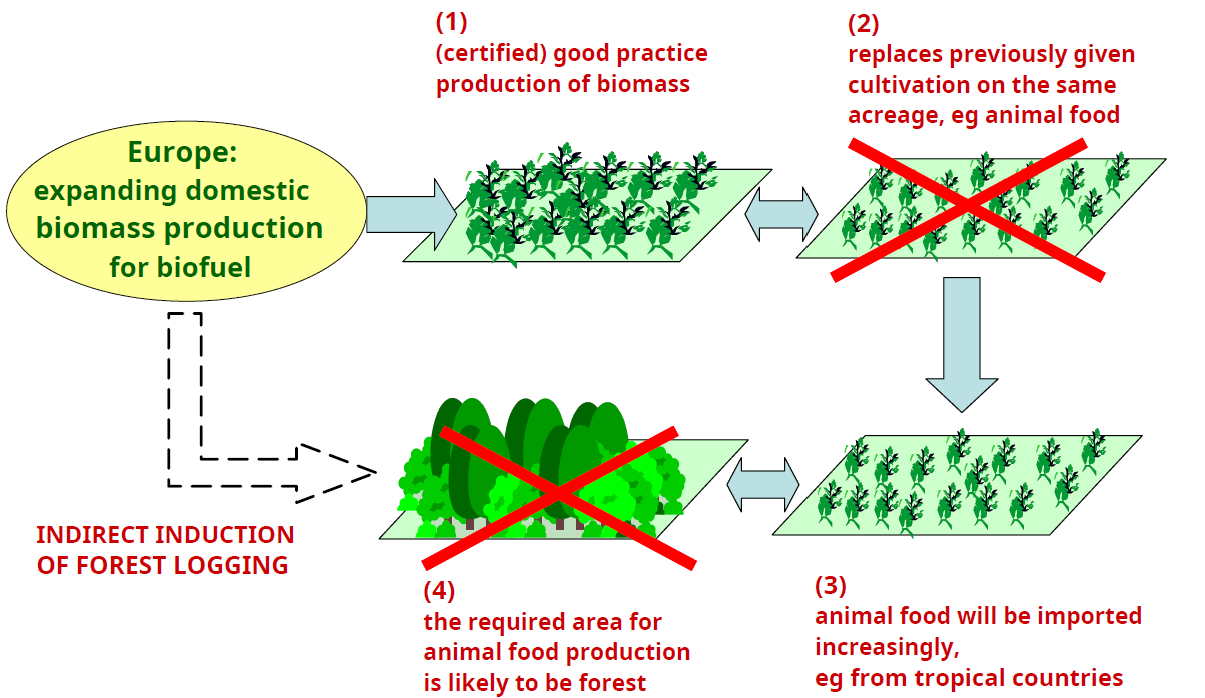 Europe:
expanding domestic
biomass production
for biofuel
(1)
(certified) good practice
production of biomass
(2)
replaces previously given
cultivation on the same
acreage, eg animal food
(3)
animal food will be imported
increasingly,
eg from tropical countries
(4)
the required area for
animal food production
is likely to be forest
INDIRECT INDUCTION
OF FOREST LOGGING